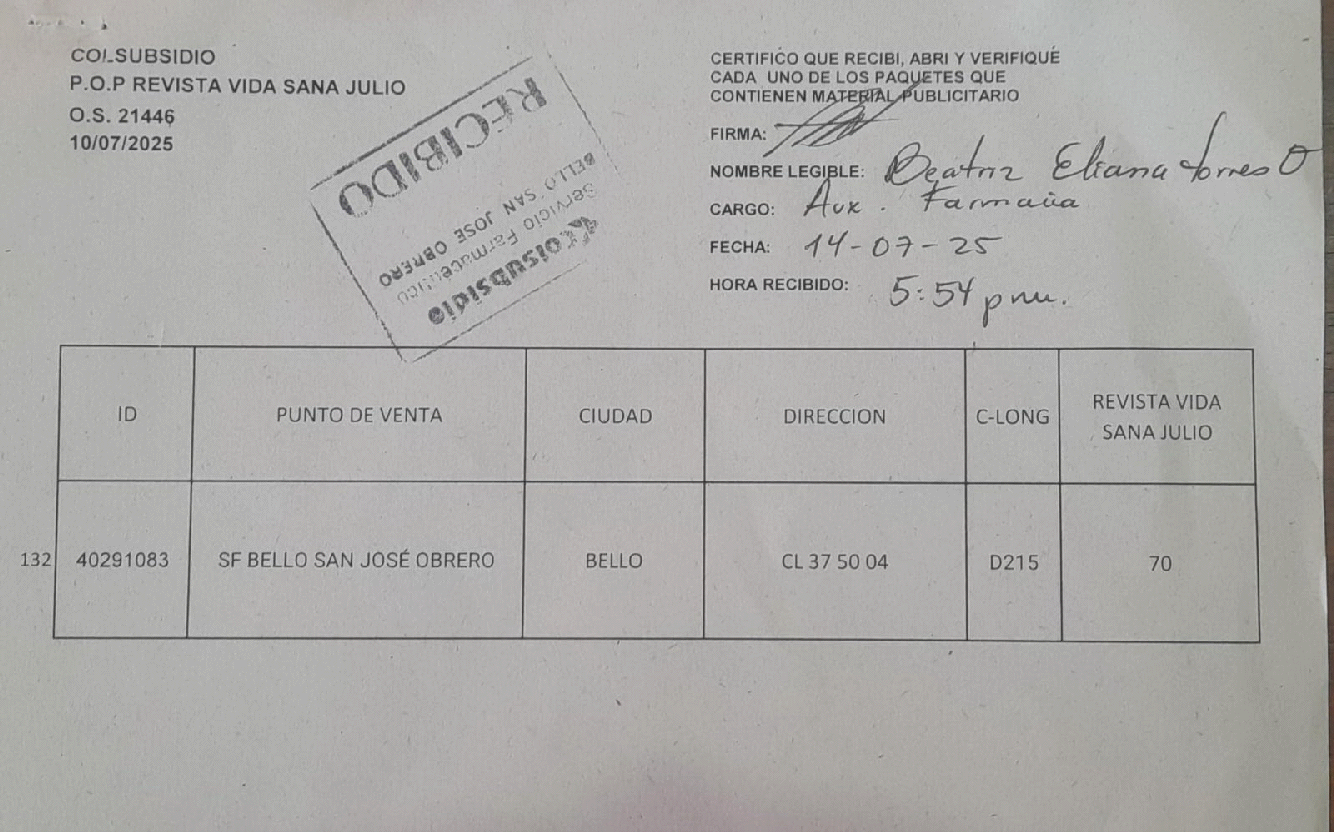 COLSUBSIDIO
P.O.P REVISTA VIDA SANA JULIO
O.S. 21446
10/07/2025
CERTIFICO QUE RECIBI, ABRI Y VERIFIQUÉ
CADA UNO DE LOS PAQUETES QUE
CONTIENEN MATERIAL PUBLICITARIO
FIRMA:
NOMBRE LEGIBLE: Beatriz Eliana Torres O
CARGO: Aux. Farmacia
FECHA: 14-07-25
HORA RECIBIDO: 5:54 pm.
Colsubsidio
Servicio Farmacéutico
BELLO SAN JOSE OBRERO
RECIBIDO
ID PUNTO DE VENTA CIUDAD DIRECCION C-LONG REVISTA VIDA
SANA JULIO
132 40291083 SF BELLO SAN JOSÉ OBRERO BELLO CL 37 50 04 D215 70